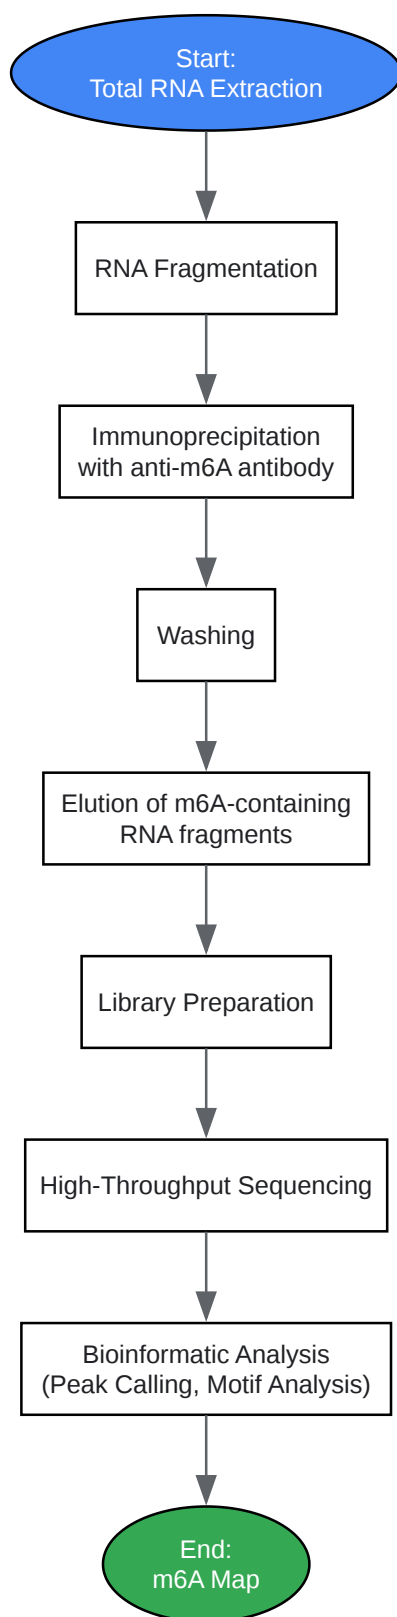 Start:
Total RNA Extraction
RNA Fragmentation
Immunoprecipitation
with anti-m6A antibody
Washing
Elution of m6A-containing
RNA fragments
Library Preparation
High-Throughput Sequencing
Bioinformatic Analysis
(Peak Calling, Motif Analysis)
End:
m6A Map